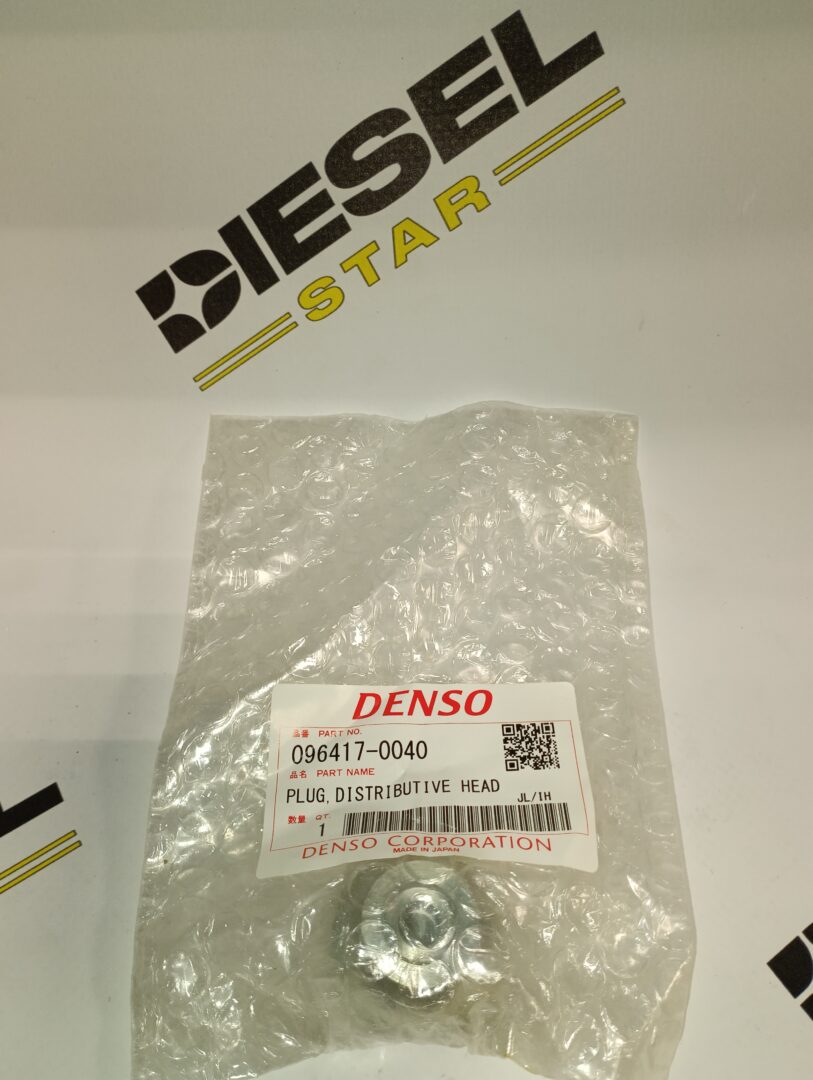 DIESEL
STAR
DENSO
品番 PART NO.
096417-0040
品名 PART NAME
PLUG, DISTRIBUTIVE HEAD
JL/IH
数量 QT.
1
DENSO CORPORATION
MADE IN JAPAN